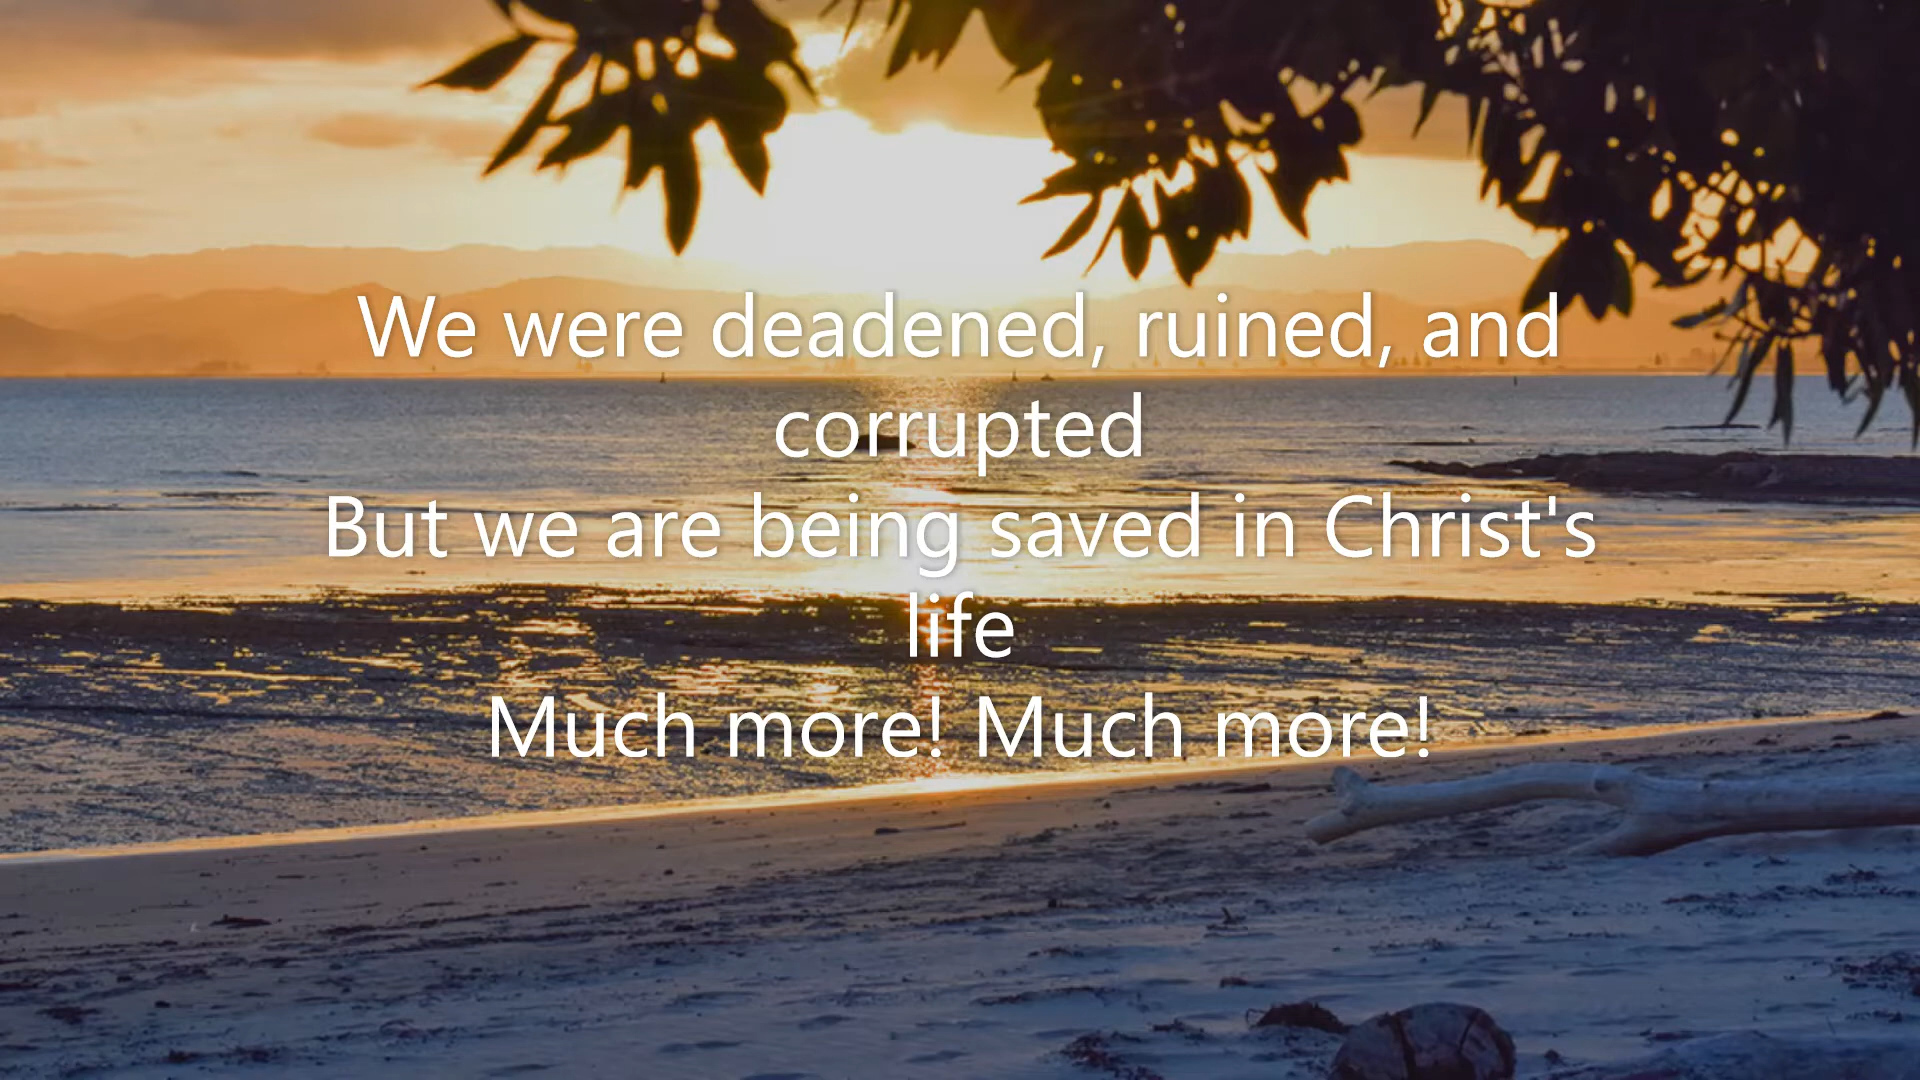 We were deadened, ruined, and
corrupted
But we are being saved in Christ's
life
Much more! Much more!